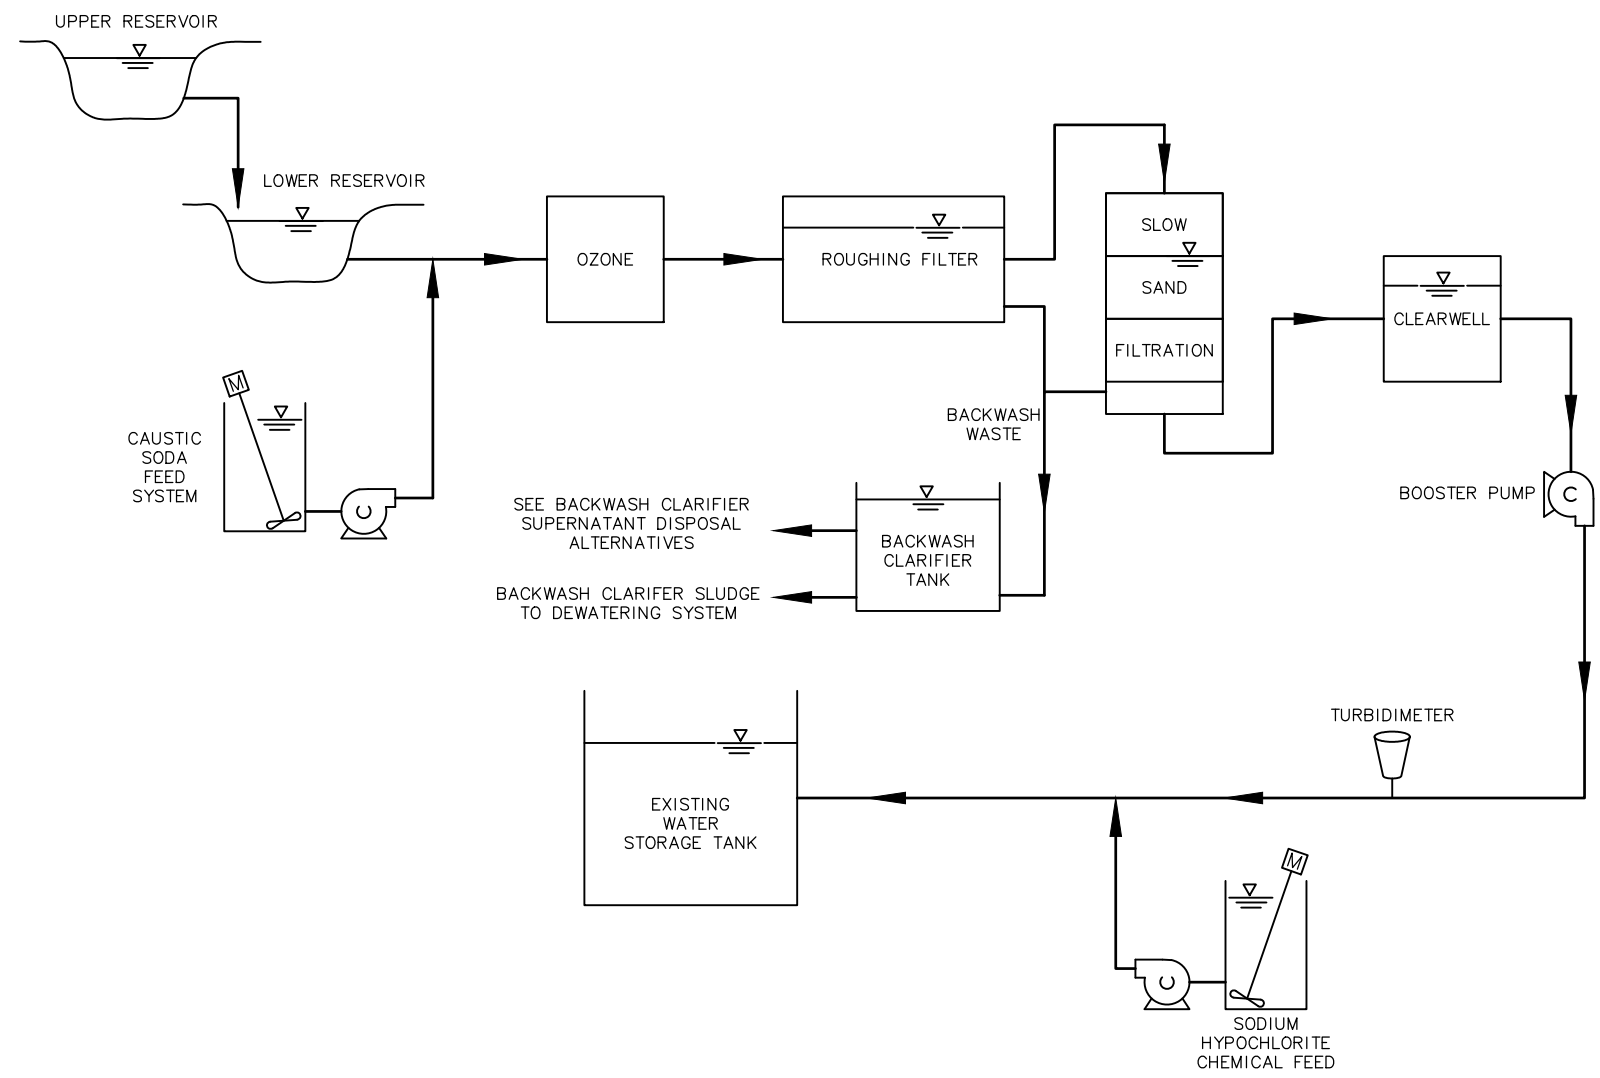 UPPER RESERVOIR
LOWER RESERVOIR
OZONE
ROUGHING FILTER
SLOW
SAND
FILTRATION
CLEARWELL
M
CAUSTIC
SODA
FEED
SYSTEM
C
BACKWASH
WASTE
SEE BACKWASH CLARIFIER
SUPERNATANT DISPOSAL
ALTERNATIVES
BACKWASH
CLARIFIER
TANK
BACKWASH CLARIFER SLUDGE
TO DEWATERING SYSTEM
BOOSTER PUMP
C
TURBIDIMETER
EXISTING
WATER
STORAGE TANK
M
C
SODIUM
HYPOCHLORITE
CHEMICAL FEED